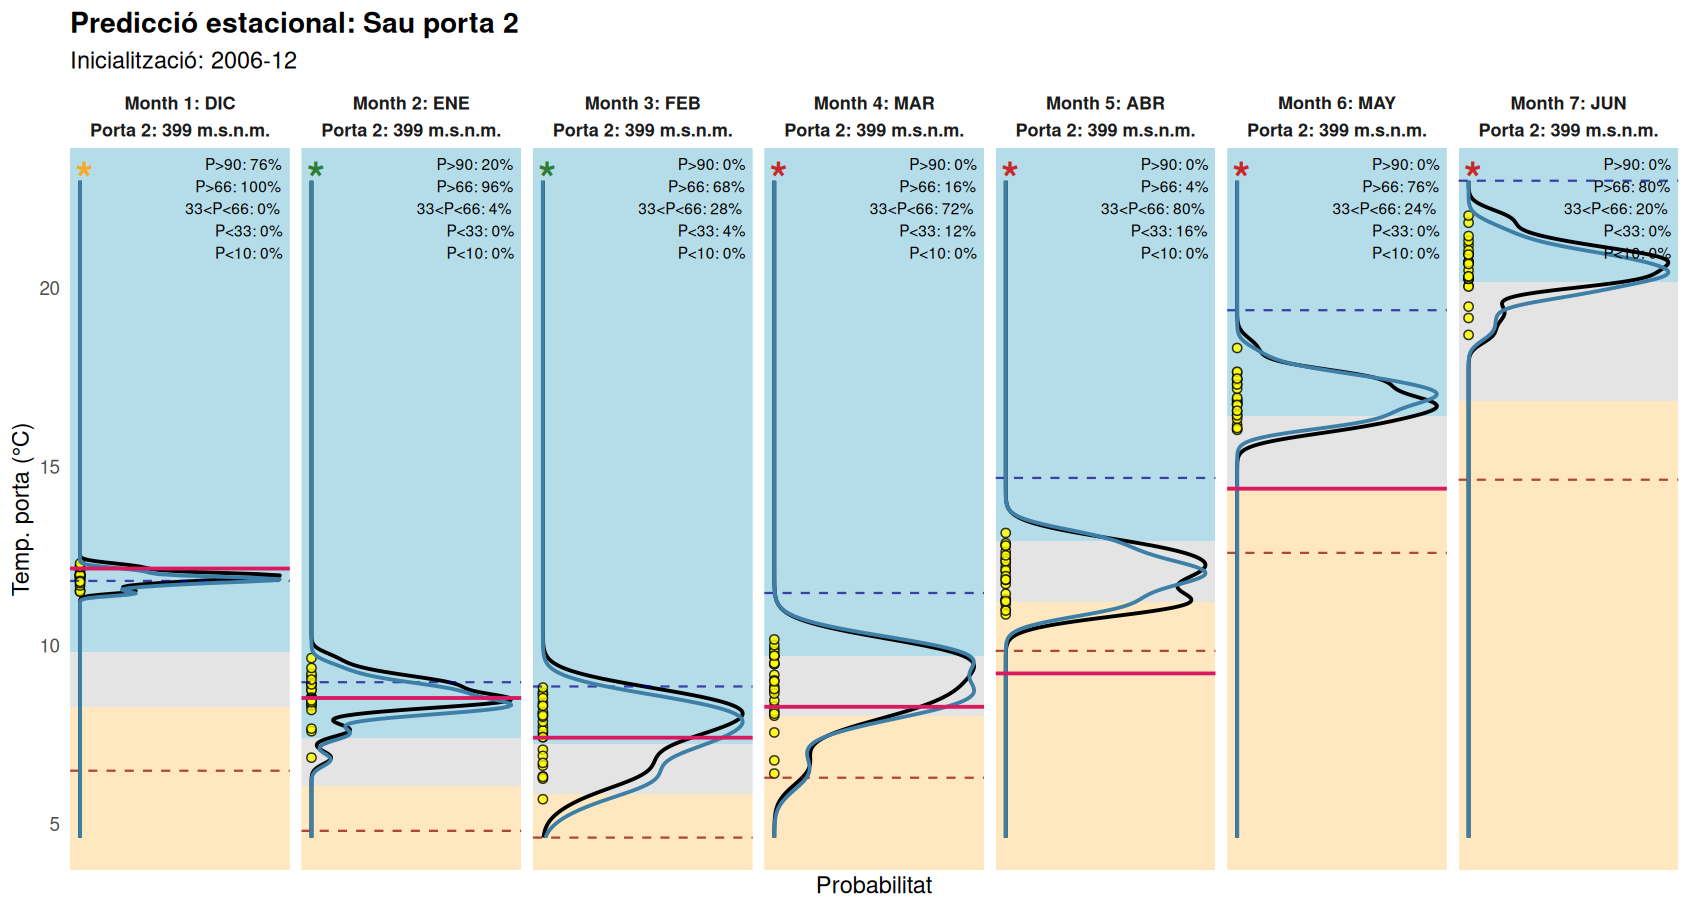 Predicció estacional: Sau porta 2
Inicialització: 2006-12
Month 1: DIC
Porta 2: 399 m.s.n.m.
Month 2: ENE
Porta 2: 399 m.s.n.m.
Month 3: FEB
Porta 2: 399 m.s.n.m.
Month 4: MAR
Porta 2: 399 m.s.n.m.
Month 5: ABR
Porta 2: 399 m.s.n.m.
Month 6: MAY
Porta 2: 399 m.s.n.m.
Month 7: JUN
Porta 2: 399 m.s.n.m.
*
P>90: 76%
P>66: 100%
33<P<66: 0%
P<33: 0%
P<10: 0%
*
P>90: 20%
P>66: 96%
33<P<66: 4%
P<33: 0%
P<10: 0%
*
P>90: 0%
P>66: 68%
33<P<66: 28%
P<33: 4%
P<10: 0%
*
P>90: 0%
P>66: 16%
33<P<66: 72%
P<33: 12%
P<10: 0%
*
P>90: 0%
P>66: 4%
33<P<66: 80%
P<33: 16%
P<10: 0%
*
P>90: 0%
P>66: 76%
33<P<66: 24%
P<33: 0%
P<10: 0%
*
P>90: 0%
P>66: 80%
33<P<66: 20%
P<33: 0%
P<10: 0%
20
15
10
5
Temp. porta (°C)
Probabilitat